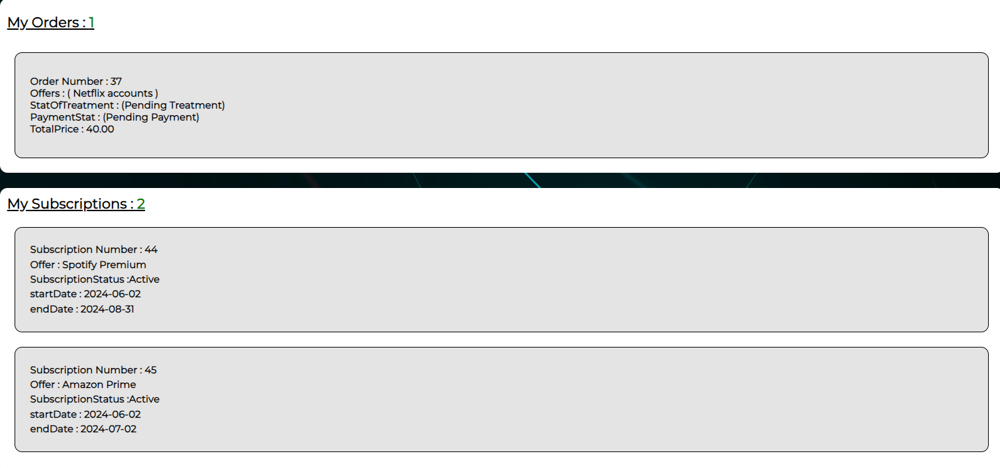 My Orders : 1
Order Number : 37
Offers : ( Netflix accounts )
StatOfTreatment : (Pending Treatment)
PaymentStat : (Pending Payment)
TotalPrice : 40.00
My Subscriptions : 2
Subscription Number : 44
Offer : Spotify Premium
SubscriptionStatus :Active
startDate : 2024-06-02
endDate : 2024-08-31
Subscription Number : 45
Offer : Amazon Prime
SubscriptionStatus :Active
startDate : 2024-06-02
endDate : 2024-07-02